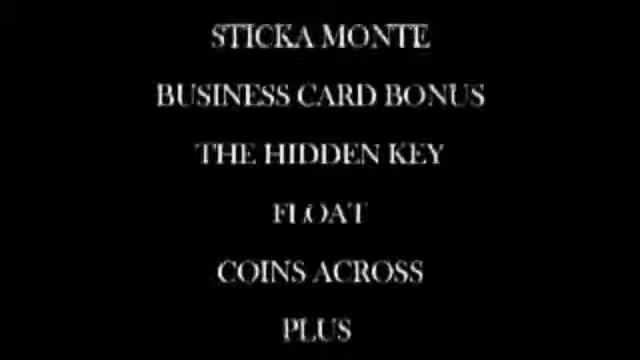 STICKA MONTE
BUSINESS CARD BONUS
THE HIDDEN KEY
FLOAT
COINS ACROSS
PLUS